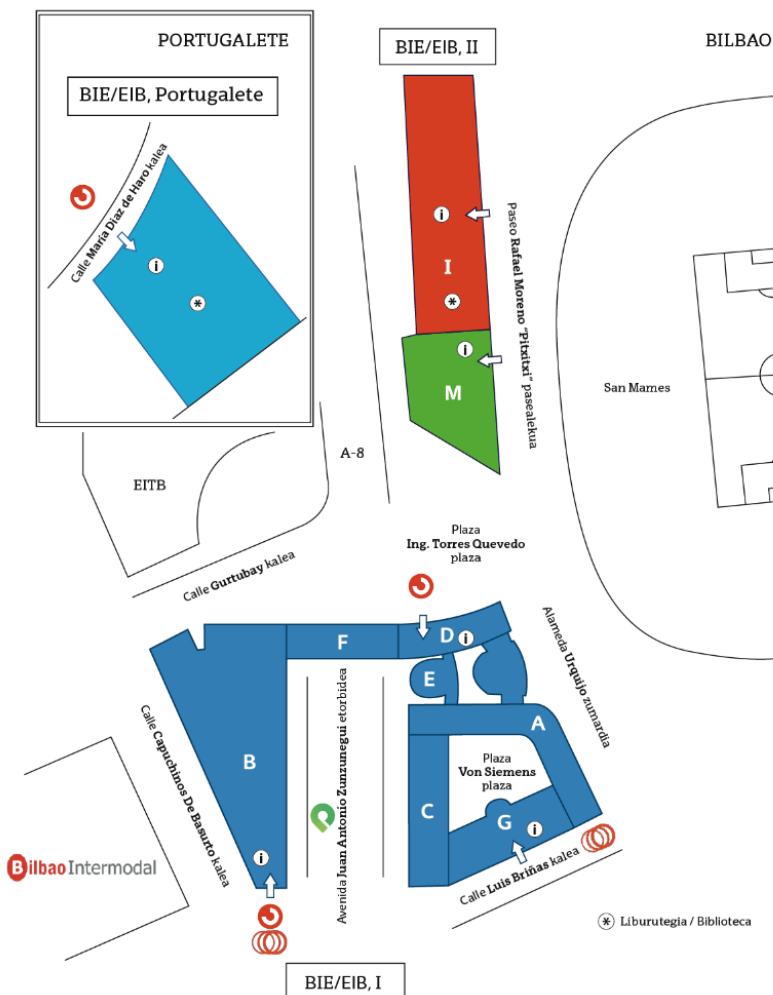 PORTUGALETE
BIE/EIB, Portugalete
Calle María Díaz de Haro kalea
i
*
BIE/EIB, II
BILBAO
i
I
*
i
M
Paseo Rafael Moreno "Pitxitxi" pasealekua
San Mames
A-8
EITB
Calle Gurtubay kalea
Plaza
Ing. Torres Quevedo
plaza
F
D
i
E
Alameda Urquijo zumardia
A
B
Calle Capuchinos De Basurto kalea
Avenida Juan Antonio Zunzunegui etorbidea
Plaza
Von Siemens
plaza
C
G
i
i
Calle Luis Briñas kalea
Bilbao Intermodal
* Liburutegia / Biblioteca
BIE/EIB, I